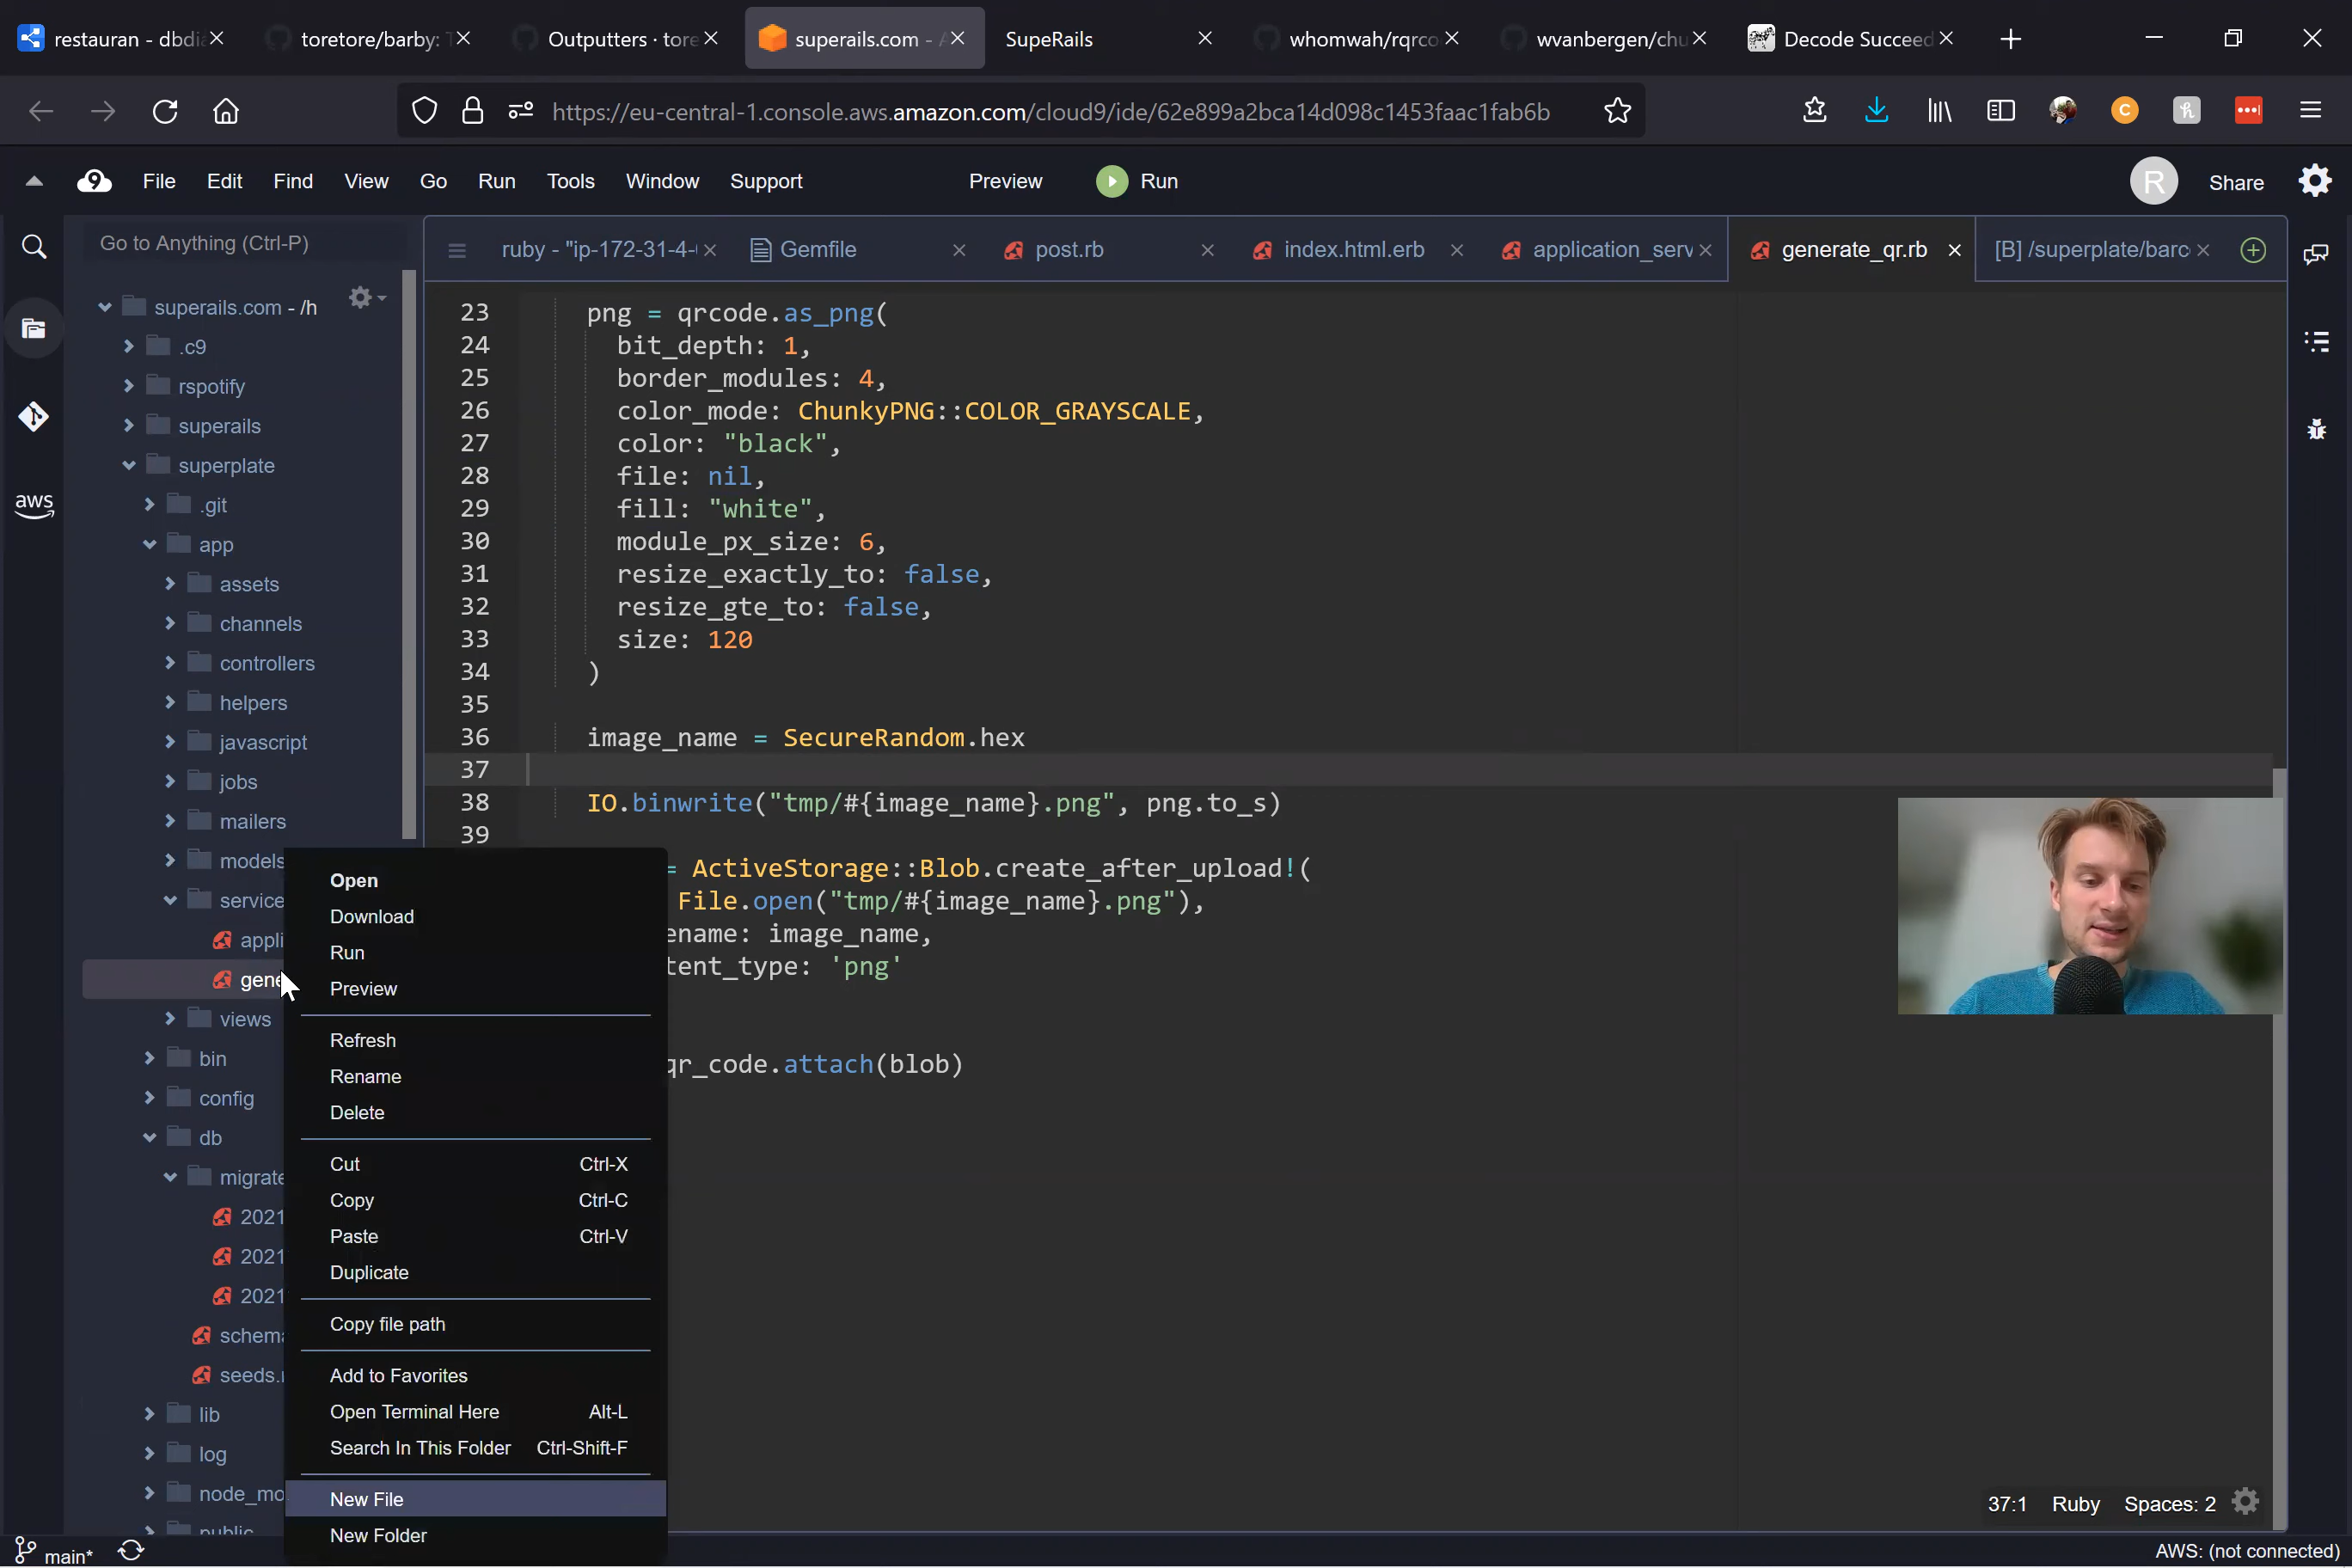 restauran - dbdi
toretore/barby: T
Outputters · tore
superails.com - A
SupeRails
whomwah/rqrco
wvanbergen/chu
Decode Succeed
https://eu-central-1.console.aws.amazon.com/cloud9/ide/62e899a2bca14d098c1453faac1fab6b
9 File Edit Find View Go Run Tools Window Support Preview Run R Share
Go to Anything (Ctrl-P)
ruby - "ip-172-31-4-
Gemfile
post.rb
index.html.erb
application_serv
generate_qr.rb
[B] /superplate/barc
superails.com - /h
.c9
rspotify
superails
superplate
.git
app
assets
channels
controllers
helpers
javascript
jobs
mailers
models
service
appli
gene
views
bin
config
db
migrate
2021
2021
2021
schem
seeds.r
lib
log
node_mo
public
aws
23 png = qrcode.as_png(
24 bit_depth: 1,
25 border_modules: 4,
26 color_mode: ChunkyPNG::COLOR_GRAYSCALE,
27 color: "black",
28 file: nil,
29 fill: "white",
30 module_px_size: 6,
31 resize_exactly_to: false,
32 resize_gte_to: false,
33 size: 120
34 )
35
36 image_name = SecureRandom.hex
37
38 IO.binwrite("tmp/#{image_name}.png", png.to_s)
39
= ActiveStorage::Blob.create_after_upload!(
File.open("tmp/#{image_name}.png"),
ename: image_name,
tent_type: 'png'
qr_code.attach(blob)
Open
Download
Run
Preview
Refresh
Rename
Delete
Cut Ctrl-X
Copy Ctrl-C
Paste Ctrl-V
Duplicate
Copy file path
Add to Favorites
Open Terminal Here Alt-L
Search In This Folder Ctrl-Shift-F
New File
New Folder
37:1 Ruby Spaces: 2
main*
AWS: (not connected)